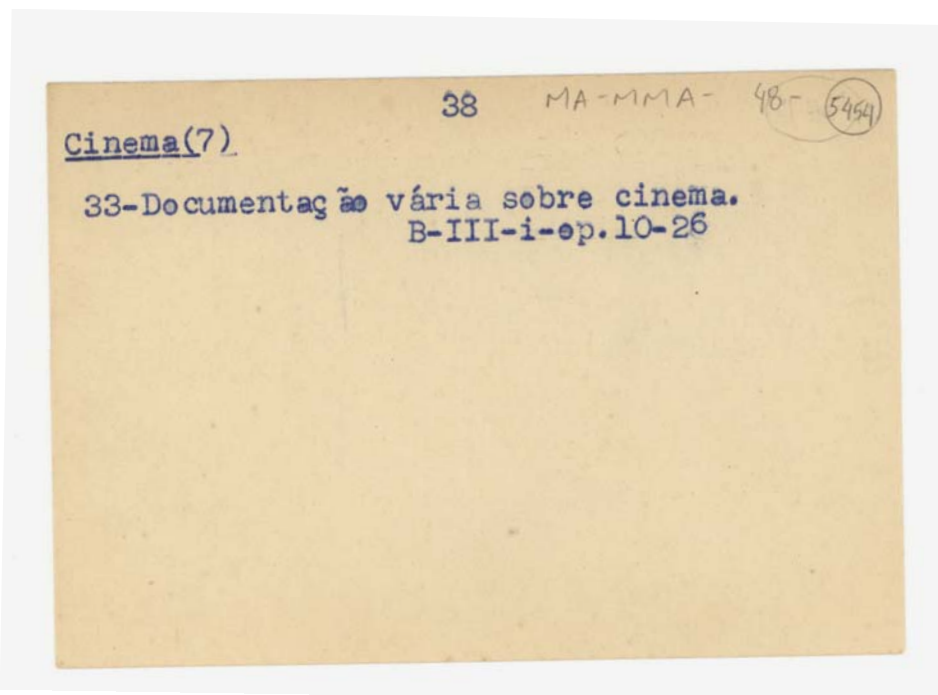 38 MA-MMA- 48- 5454
Cinema(7)
33-Documentação vária sobre cinema.
B-III-i-op.10-26